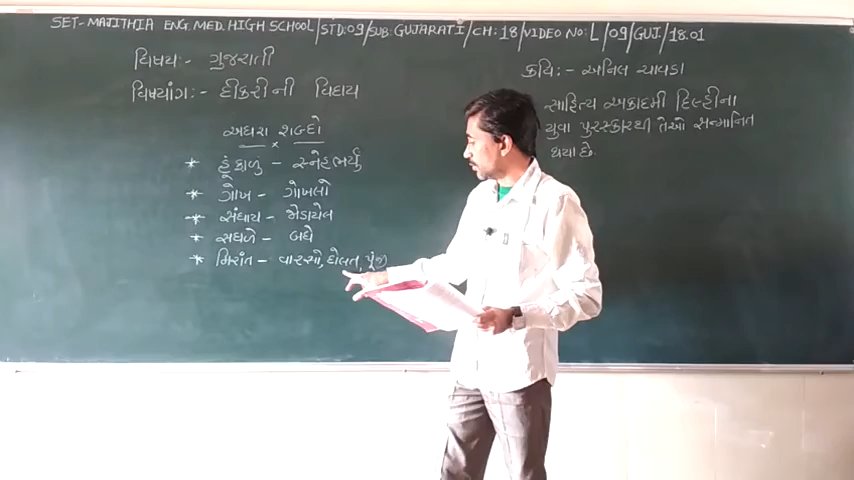 SET- MAJITHIA ENG. MED. HIGH SCHOOL/STD:09/SUB: GUJARATI/CH:18/VIDEO NO: L/09/GUJ/18.01
વિષય:- ગુજરાતી
વિષયાંગ:- દીકરીની વિદાય
અઘરા શબ્દો
* હૂંફાળું - સ્નેહભર્યું
* ગોખ - ગોખલો
* સંધાય - જોડાયેલ
* સઘળે - બધે
* મિરાંત - વારસો, દોલત, પૂંજી
કવિ:- અનિલ ચાવડા
સાહિત્ય અકાદમી દિલ્હીના
યુવા પુરસ્કારથી તેઓ સન્માનિત
થયા છે.